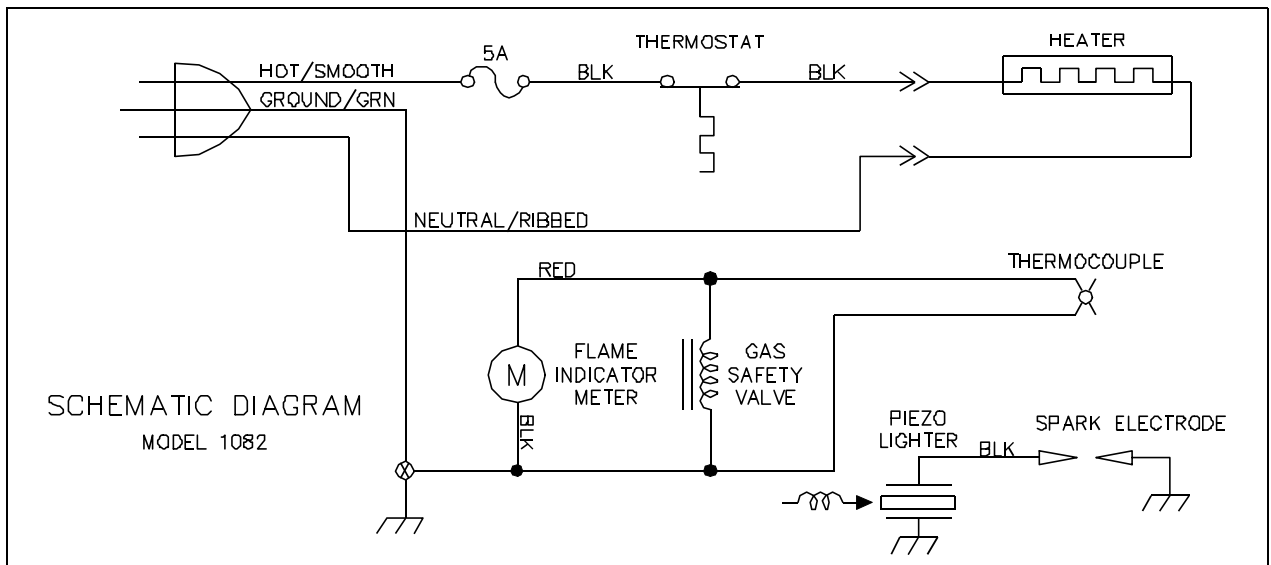 5A
THERMOSTAT
HEATER
HOT/SMOOTH
BLK
BLK
GROUND/GRN
NEUTRAL/RIBBED
THERMOCOUPLE
RED
FLAME
INDICATOR
METER
GAS
SAFETY
VALVE
M
BLK
SCHEMATIC DIAGRAM
MODEL 1082
PIEZO
LIGHTER
BLK
SPARK ELECTRODE